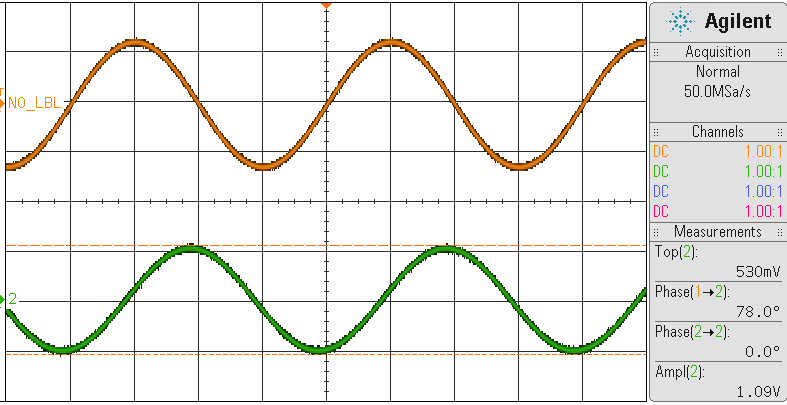 Agilent
Acquisition
Normal
50.0MSa/s
Channels
DC 1.00:1
DC 1.00:1
DC 1.00:1
DC 1.00:1
Measurements
Top(2):
530mV
Phase(1→2):
78.0°
Phase(2→2):
0.0°
Ampl(2):
1.09V
T
NO_LBL
2